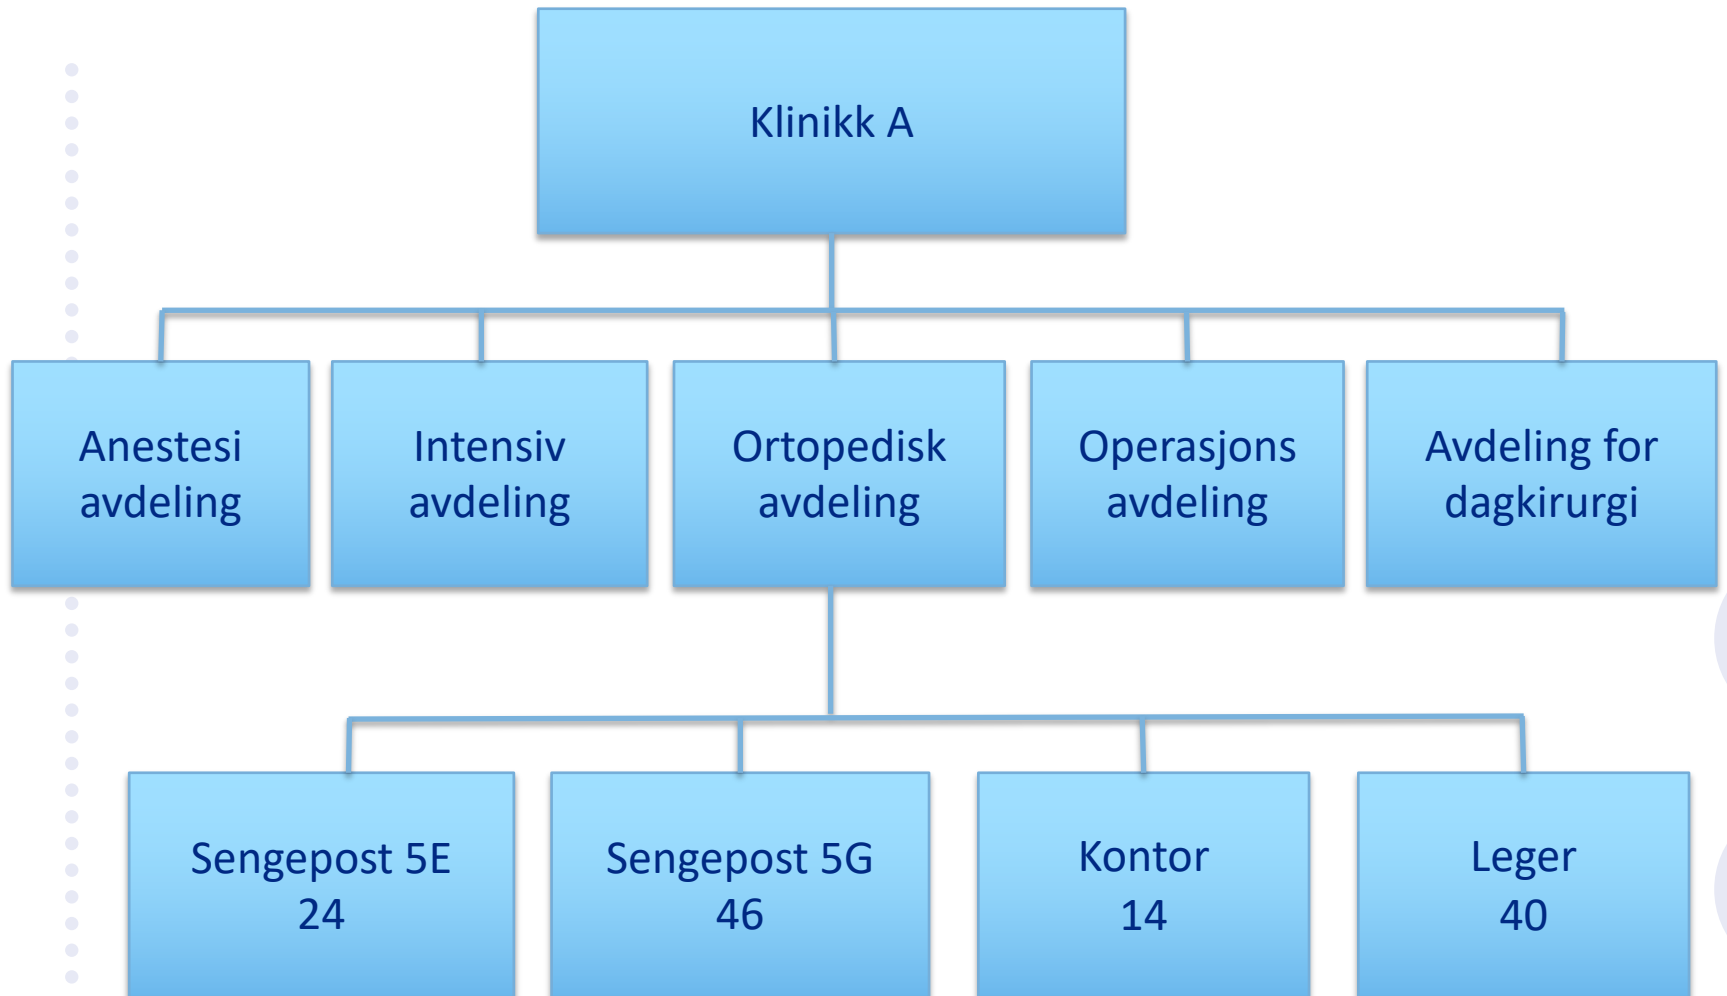 Klinikk A
Anestesi
avdeling
Intensiv
avdeling
Ortopedisk
avdeling
Operasjons
avdeling
Avdeling for
dagkirurgi
Sengepost 5E
24
Sengepost 5G
46
Kontor
14
Leger
40